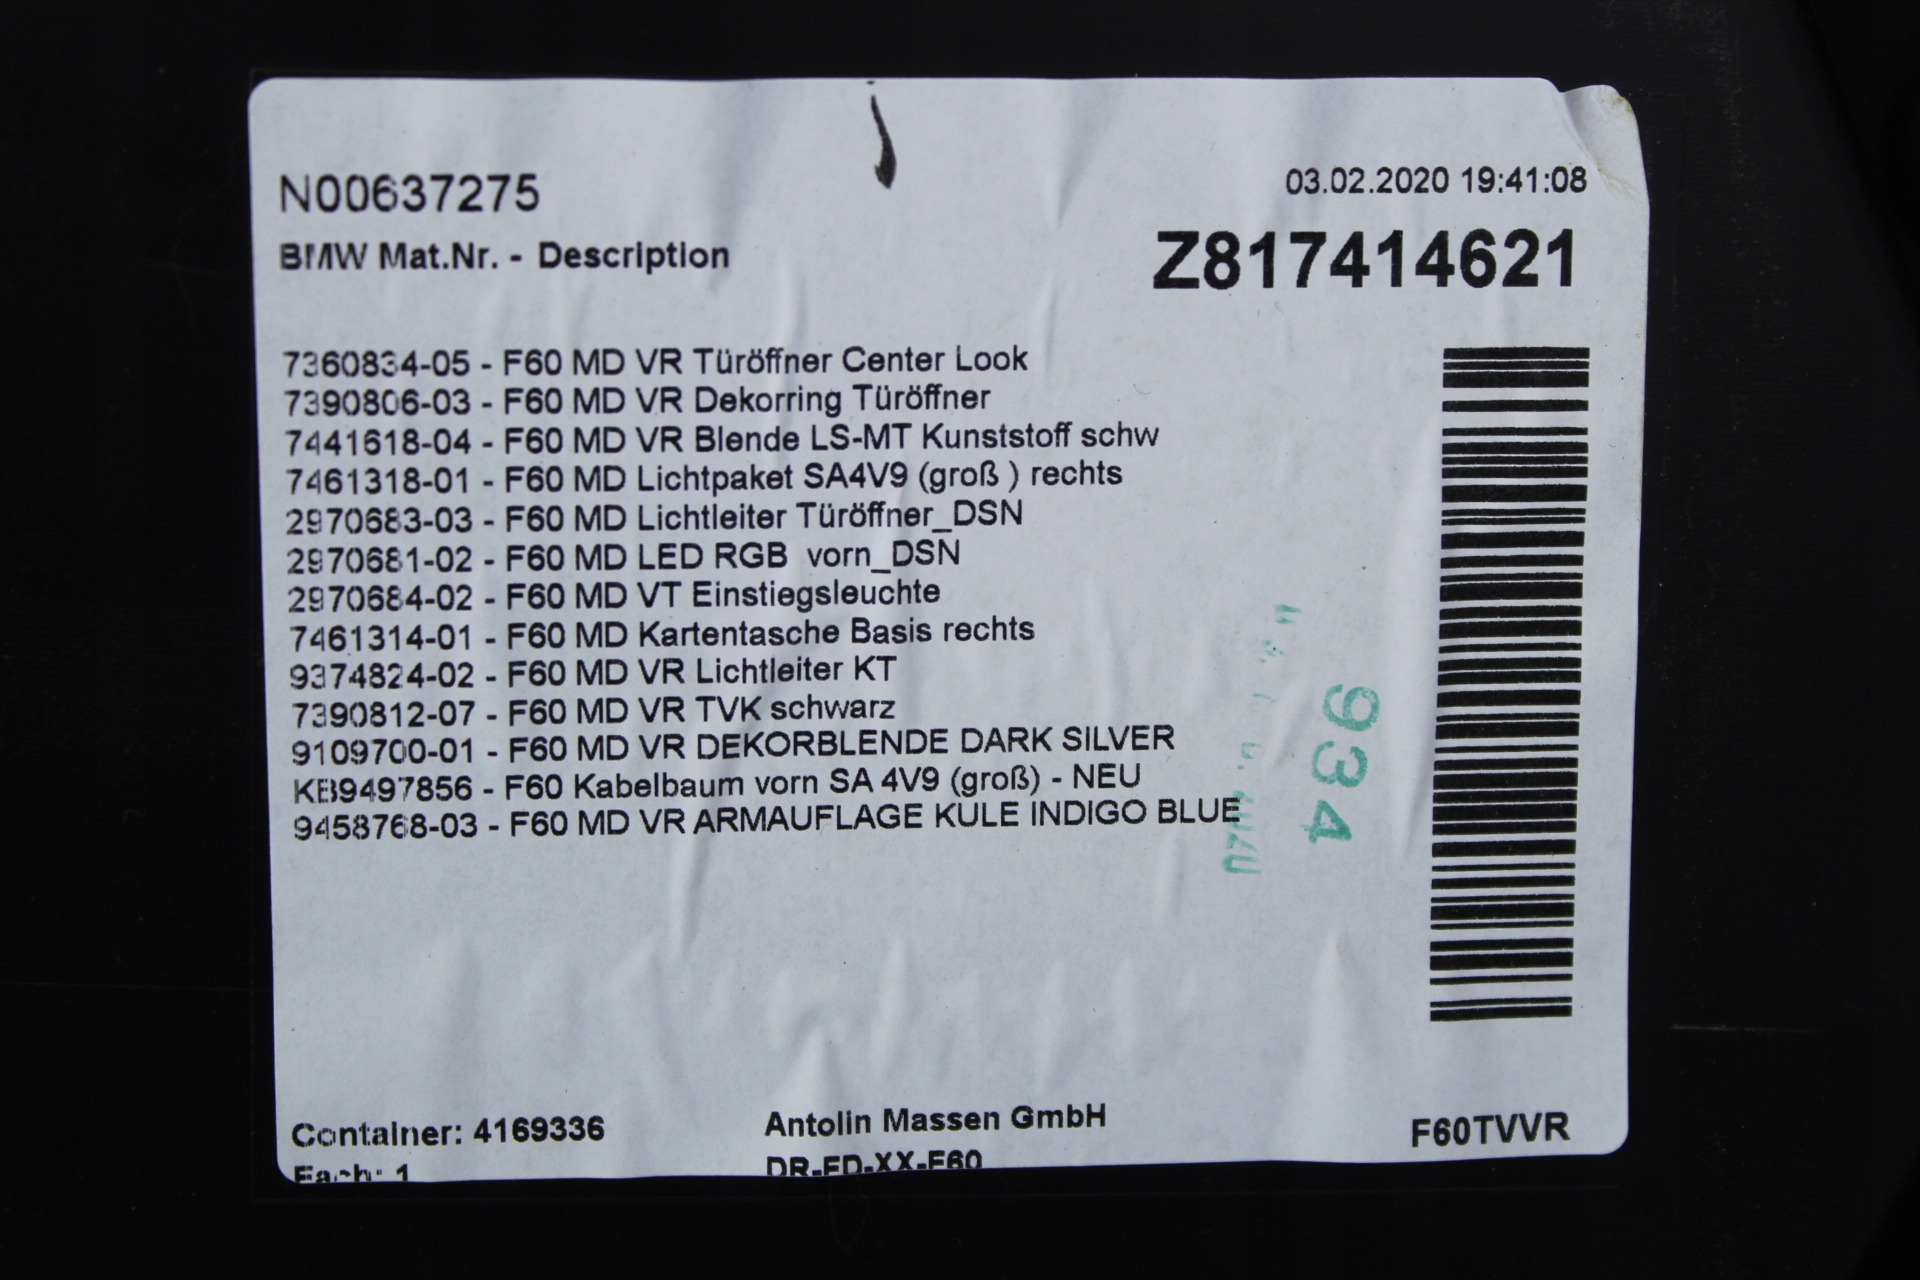 N00637275
03.02.2020 19:41:08
BMW Mat.Nr. - Description
Z817414621
7360834-05 - F60 MD VR Türöffner Center Look
7390806-03 - F60 MD VR Dekorring Türöffner
7441618-04 - F60 MD VR Blende LS-MT Kunststoff schw
7461318-01 - F60 MD Lichtpaket SA4V9 (groß ) rechts
2970683-03 - F60 MD Lichtleiter Türöffner_DSN
2970681-02 - F60 MD LED RGB vorn_DSN
2970684-02 - F60 MD VT Einstiegsleuchte
7461314-01 - F60 MD Kartentasche Basis rechts
9374824-02 - F60 MD VR Lichtleiter KT
7390812-07 - F60 MD VR TVK schwarz
9109700-01 - F60 MD VR DEKORBLENDE DARK SILVER
KB9497856 - F60 Kabelbaum vorn SA 4V9 (groß) - NEU
9458768-03 - F60 MD VR ARMAUFLAGE KULE INDIGO BLUE
934
Container: 4169336
Antolin Massen GmbH
F60TVVR
Fach: 1
DR-FD-XX-F60